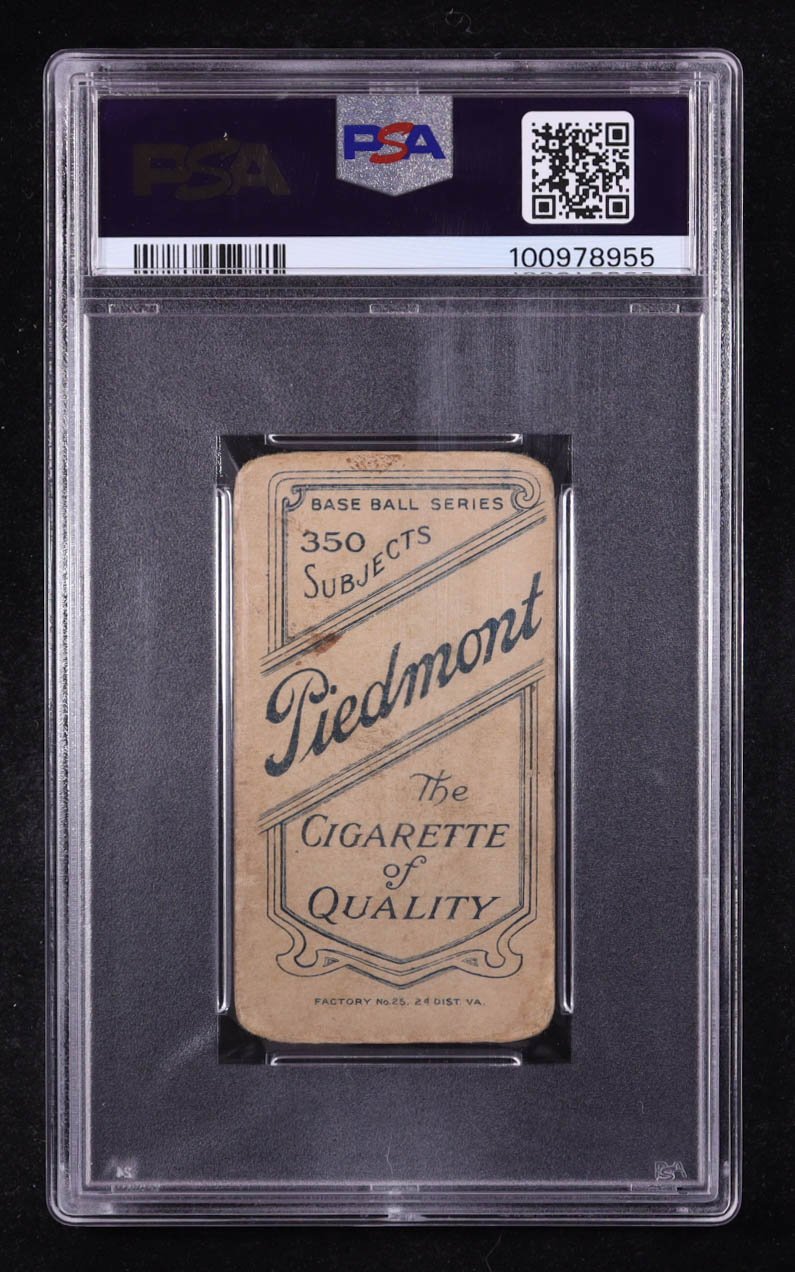 PSA
PSA
100978955
BASE BALL SERIES
350
SUBJECTS
Piedmont
The
CIGARETTE
of
QUALITY
FACTORY No.25. 2d DIST. VA.
PSA